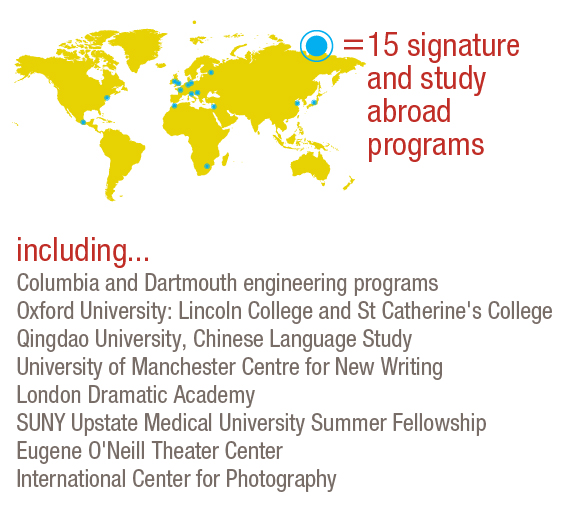 =15 signature
and study
abroad
programs
including...
Columbia and Dartmouth engineering programs
Oxford University: Lincoln College and St Catherine's College
Qingdao University, Chinese Language Study
University of Manchester Centre for New Writing
London Dramatic Academy
SUNY Upstate Medical University Summer Fellowship
Eugene O'Neill Theater Center
International Center for Photography